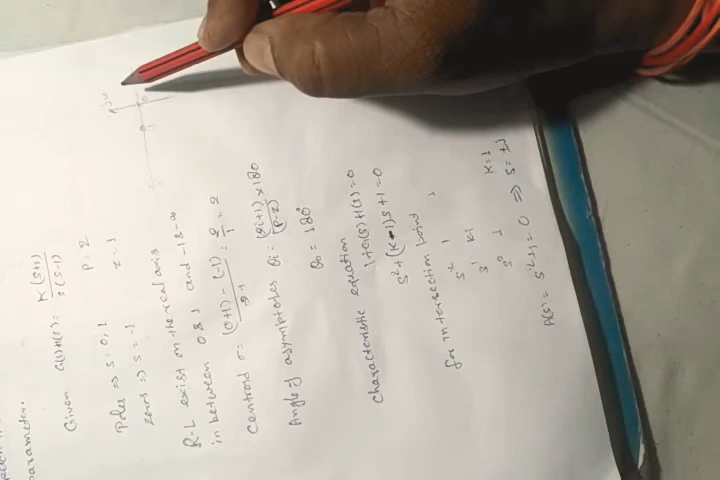 parameter.
Given G(s)H(s) = K(s+1) / s(s-1)
Poles => s = 0, 1 P = 2
zeros => s = -1 z = 1
R-L exist on the real axis
in between 0 & 1 and -1 & -∞
Centroid σ = (0+1) - (-1) / 2-1 = 2/1 = 2
Angle of asymptotes θi = (2i+1) × 180 / (P-z)
θ0 = 180°
characteristic equation
1+G(s)H(s)=0
s² + (K-1)s + 1 = 0
for intersection point,
s² 1 1
s¹ K-1
s⁰ 1 K=1
A(s) = s²+1 = 0 => s = ±j
jω